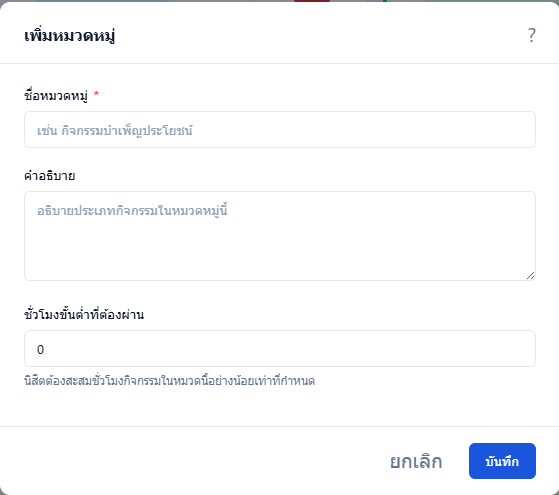 เพิ่มหมวดหมู่ ?
ชื่อหมวดหมู่ *
เช่น กิจกรรมบำเพ็ญประโยชน์
คำอธิบาย
อธิบายประเภทกิจกรรมในหมวดหมู่นี้
ชั่วโมงขั้นต่ำที่ต้องผ่าน
0
นิสิตต้องสะสมชั่วโมงกิจกรรมในหมวดนี้อย่างน้อยเท่าที่กำหนด
ยกเลิก บันทึก